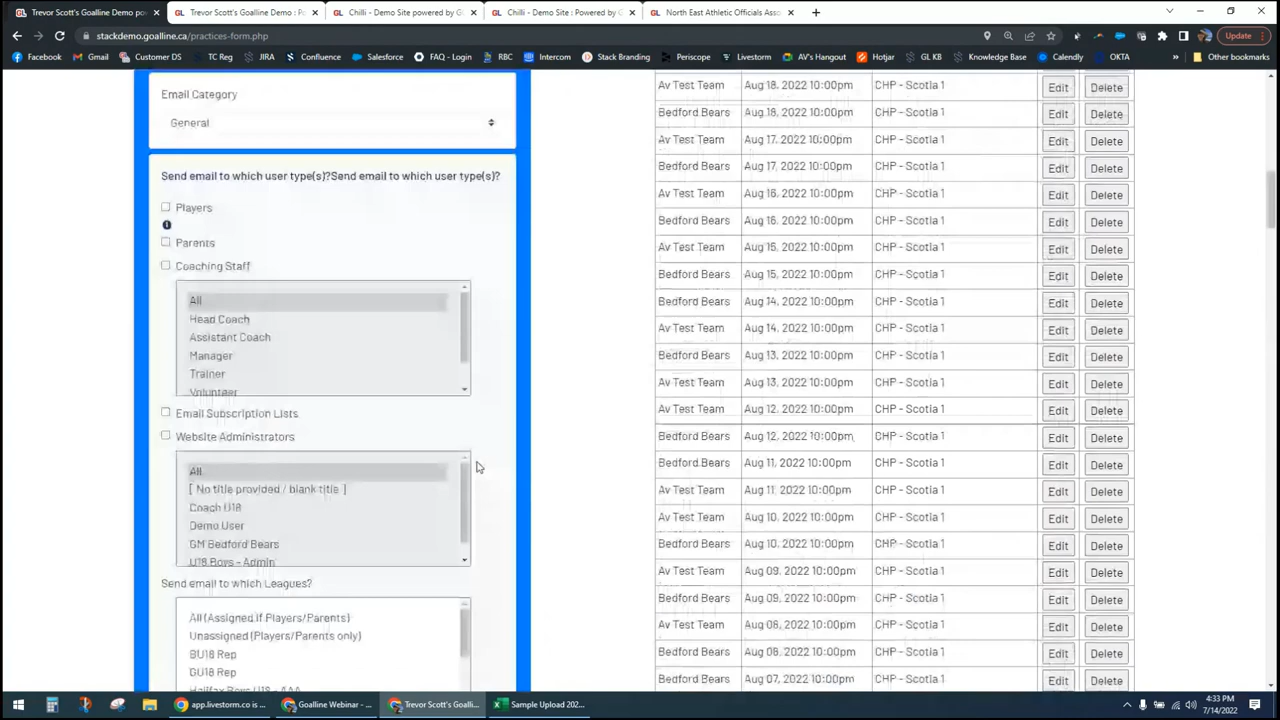 Trevor Scott's Goalline Demo : pow
Trevor Scott's Goalline Demo : Po
Chilli - Demo Site powered by G
Chilli - Demo Site : Powered by G
North East Athletic Officials Asso
stackdemo.goalline.ca/practices-form.php
Update
Facebook
Gmail
Customer DS
TC Reg
JIRA
Confluence
Salesforce
FAQ - Login
RBC
Intercom
Stack Branding
Periscope
Livestorm
AV's Hangout
Hotjar
GL KB
Knowledge Base
Calendly
OKTA
»
Other bookmarks
Email Category
General
Send email to which user type(s)?Send email to which user type(s)?
Players
Parents
Coaching Staff
All
Head Coach
Assistant Coach
Manager
Trainer
Volunteer
Email Subscription Lists
Website Administrators
All
[ No title provided / blank title ]
Coach U18
Demo User
GM Bedford Bears
U18 Boys - Admin
Send email to which Leagues?
All (Assigned if Players/Parents)
Unassigned (Players/Parents only)
BU18 Rep
GU18 Rep
Halifax Boys U18 - AAA
Av Test Team Aug 18, 2022 10:00pm CHP - Scotia 1 Edit Delete
Bedford Bears Aug 18, 2022 10:00pm CHP - Scotia 1 Edit Delete
Av Test Team Aug 17, 2022 10:00pm CHP - Scotia 1 Edit Delete
Bedford Bears Aug 17, 2022 10:00pm CHP - Scotia 1 Edit Delete
Av Test Team Aug 16, 2022 10:00pm CHP - Scotia 1 Edit Delete
Bedford Bears Aug 16, 2022 10:00pm CHP - Scotia 1 Edit Delete
Av Test Team Aug 15, 2022 10:00pm CHP - Scotia 1 Edit Delete
Bedford Bears Aug 15, 2022 10:00pm CHP - Scotia 1 Edit Delete
Bedford Bears Aug 14, 2022 10:00pm CHP - Scotia 1 Edit Delete
Av Test Team Aug 14, 2022 10:00pm CHP - Scotia 1 Edit Delete
Bedford Bears Aug 13, 2022 10:00pm CHP - Scotia 1 Edit Delete
Av Test Team Aug 13, 2022 10:00pm CHP - Scotia 1 Edit Delete
Av Test Team Aug 12, 2022 10:00pm CHP - Scotia 1 Edit Delete
Bedford Bears Aug 12, 2022 10:00pm CHP - Scotia 1 Edit Delete
Bedford Bears Aug 11, 2022 10:00pm CHP - Scotia 1 Edit Delete
Av Test Team Aug 11, 2022 10:00pm CHP - Scotia 1 Edit Delete
Av Test Team Aug 10, 2022 10:00pm CHP - Scotia 1 Edit Delete
Bedford Bears Aug 10, 2022 10:00pm CHP - Scotia 1 Edit Delete
Av Test Team Aug 09, 2022 10:00pm CHP - Scotia 1 Edit Delete
Bedford Bears Aug 09, 2022 10:00pm CHP - Scotia 1 Edit Delete
Av Test Team Aug 08, 2022 10:00pm CHP - Scotia 1 Edit Delete
Bedford Bears Aug 08, 2022 10:00pm CHP - Scotia 1 Edit Delete
Bedford Bears Aug 07, 2022 10:00pm CHP - Scotia 1 Edit Delete
app.livestorm.co is ...
Goalline Webinar - ...
Trevor Scott's Goalli...
Sample Upload 202...
4:33 PM
7/14/2022